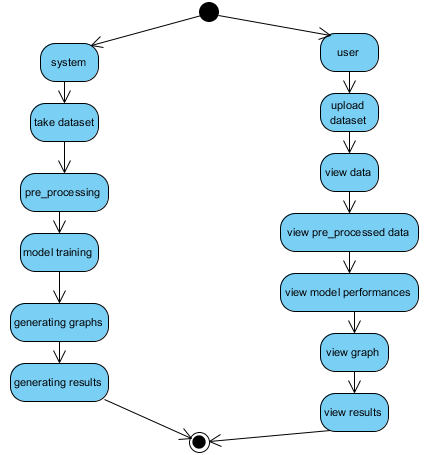 system
take dataset
pre_processing
model training
generating graphs
generating results
user
upload
dataset
view data
view pre_processed data
view model performances
view graph
view results